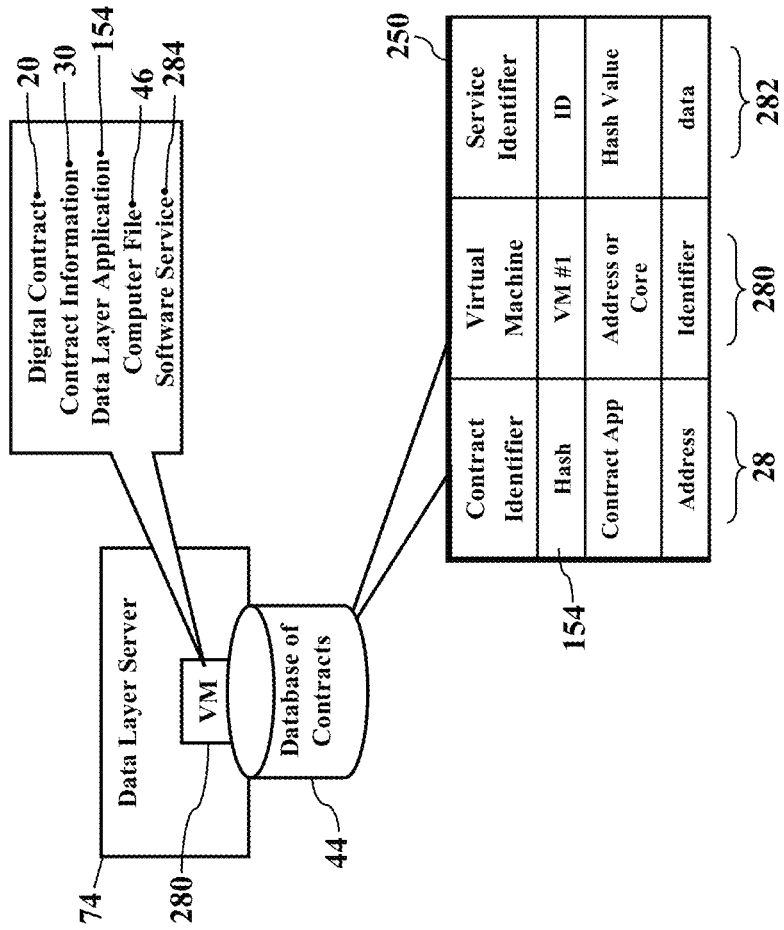 74
Data Layer Server
VM
280
Database of
Contracts
44
Digital Contract•
20
Contract Information•
30
Data Layer Application•
154
Computer File•
46
Software Service•
284
250
Contract
Identifier
Virtual
Machine
Service
Identifier
Hash
VM #1
ID
Contract App
Address or
Core
Hash Value
Address
Identifier
data
154
28
280
282